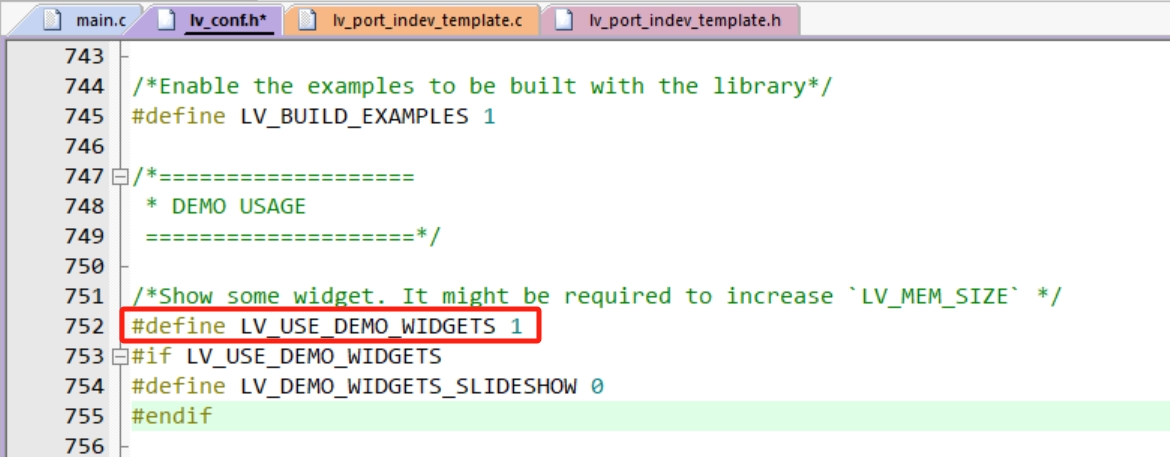 main.c lv_conf.h* lv_port_indev_template.c lv_port_indev_template.h
743
744 /*Enable the examples to be built with the library*/
745 #define LV_BUILD_EXAMPLES 1
746
747 /*===================
748  * DEMO USAGE
749  ====================*/
750
751 /*Show some widget. It might be required to increase `LV_MEM_SIZE` */
752 #define LV_USE_DEMO_WIDGETS 1
753 #if LV_USE_DEMO_WIDGETS
754 #define LV_DEMO_WIDGETS_SLIDESHOW 0
755 #endif
756